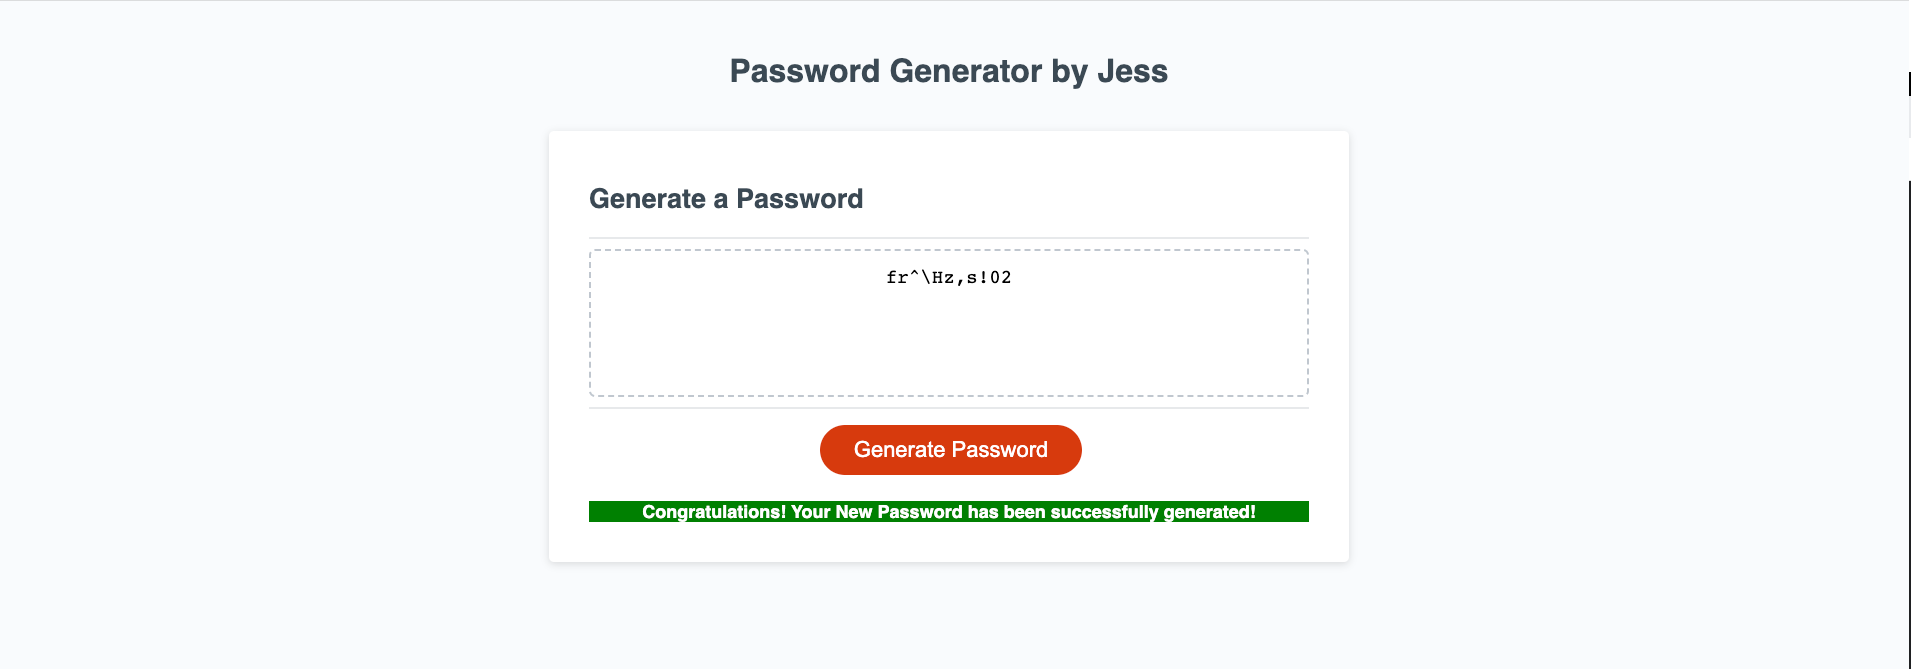 Password Generator by Jess
Generate a Password
fr^\Hz,s!02
Generate Password
Congratulations! Your New Password has been successfully generated!